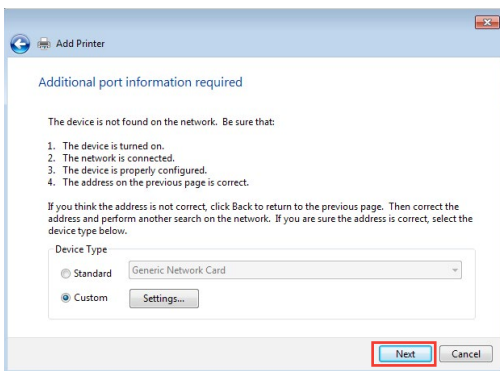 Add Printer
Additional port information required
The device is not found on the network. Be sure that:
1. The device is turned on.
2. The network is connected.
3. The device is properly configured.
4. The address on the previous page is correct.
If you think the address is not correct, click Back to return to the previous page. Then correct the
address and perform another search on the network. If you are sure the address is correct, select the
device type below.
Device Type
Standard Generic Network Card
Custom Settings...
Next Cancel